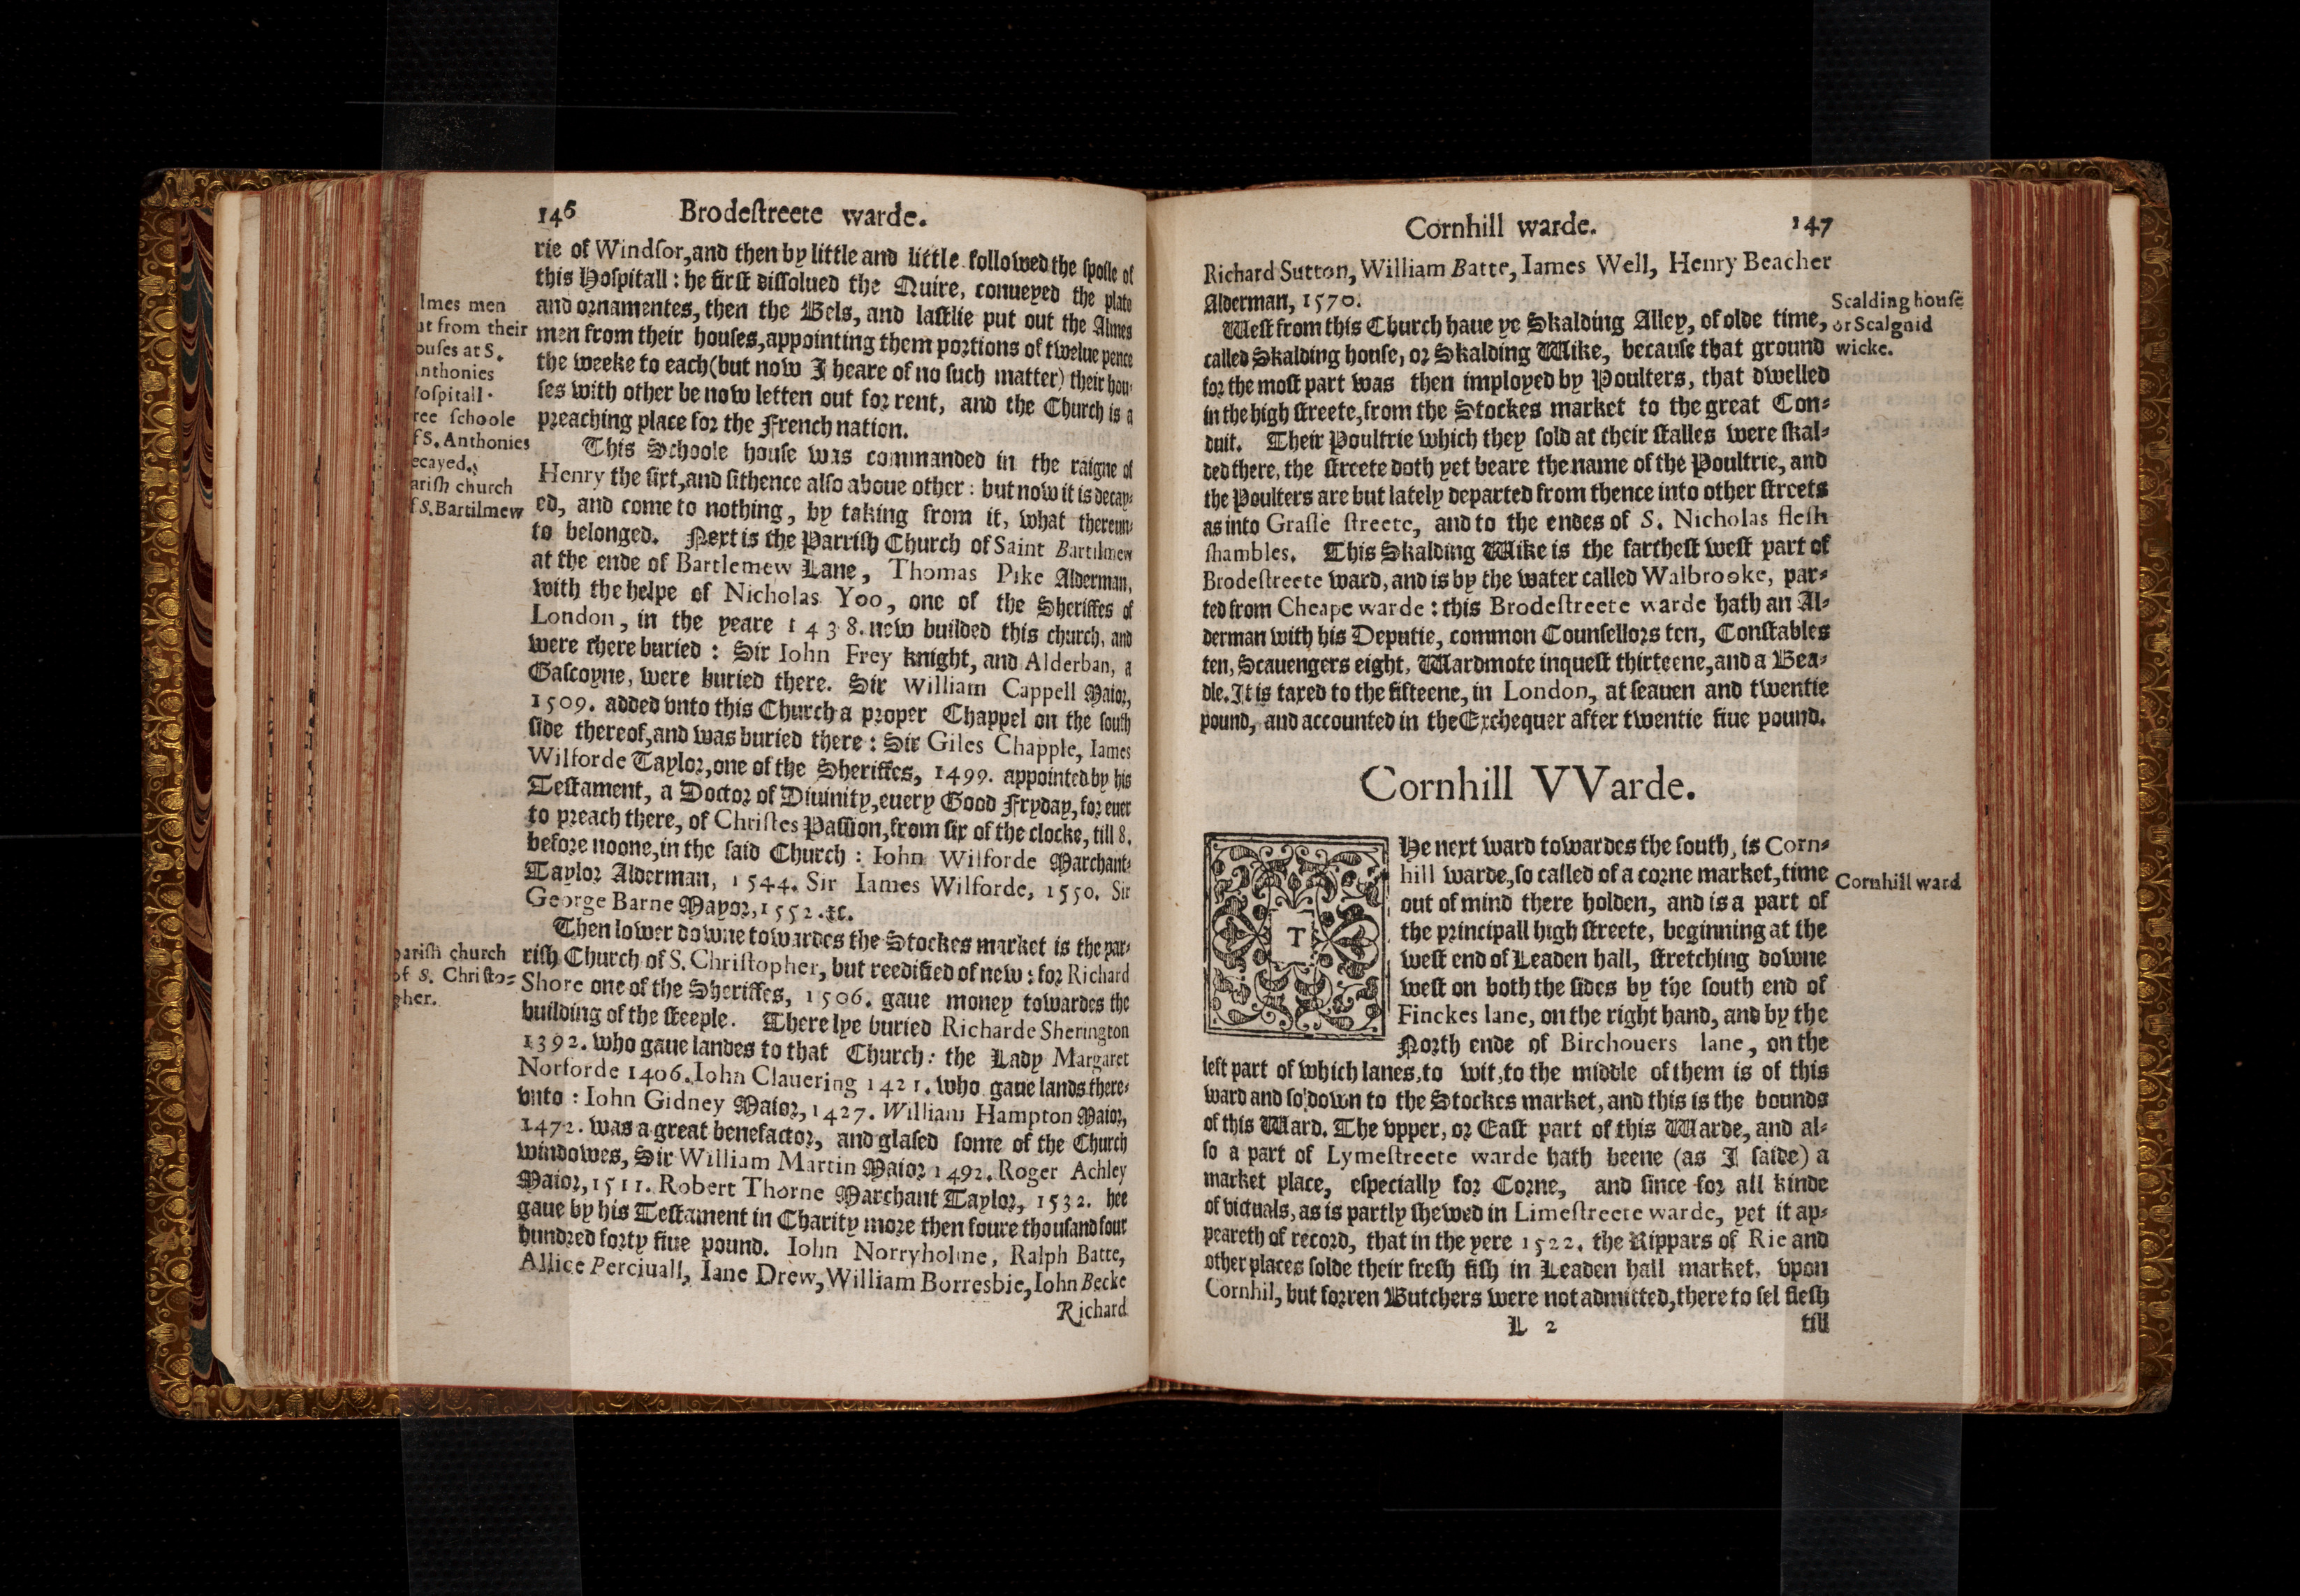 146 Brodeſtreete warde.
rie of Windſor, and then by little and little followed the ſpoile of
this Hoſpitall: he firſt diſſolued the Quire, conueyed the plate
and ornamentes, then the Bels, and laſtlie put out the Almes
men from their houſes, appointing them portions of twelue pence
the weeke to each (but now I heare of no ſuch matter) their hou-
ſes with other be now letten out for rent, and the Church is a
preaching place for the French nation.
This Schoole houſe was commanded in the raigne of
Henry the ſixt, and ſithence alſo aboue other: but now it is decay-
ed, and come to nothing, by taking from it, what thereun-
to belonged. Next is the Parriſh Church of Saint Bartilmew
at the ende of Bartlemew Lane, Thomas Pike Alderman,
with the helpe of Nicholas Yoo, one of the Sheriffes of
London, in the yeare 1438. new builded this church, and
were there buried: Sir Iohn Frey knight, and Alderban, a
Gaſcoyne, were buried there. Sir William Cappell Maior,
1509. added vnto this Church a proper Chappel on the ſouth
ſide thereof, and was buried there: Sir Giles Chapple, Iames
Wilforde Taylor, one of the Sheriffes, 1499. appointed by his
Teſtament, a Doctor of Diuinity, euery Good Fryday, for euer
to preach there, of Chriſtes Paſſion, from ſix of the clocke, till 8.
before noone, in the ſaid Church: Iohn Wilforde Marchant-
Taylor Alderman, 1544. Sir Iames Wilforde, 1550. Sir
George Barne Mayor, 1552. &c.
Then lower downe towardes the Stockes market is the par-
riſh Church of S. Chriſtopher, but reedified of new: for Richard
Shore one of the Sheriffes, 1506. gaue money towardes the
building of the ſteeple. There lye buried Richarde Sherington
1392. who gaue landes to that Church: the Lady Margaret
Norforde 1406. Iohn Clauering 1421. who gaue lands there-
vnto: Iohn Gidney Maior, 1427. William Hampton Maior,
1472. was a great benefactor, and glaſed ſome of the Church
windowes, Sir William Martin Maior 1492. Roger Achley
Maior, 1511. Robert Thorne Marchant Taylor, 1532. hee
gaue by his Teſtament in Charity more then foure thouſand four
hundred forty fiue pound. Iohn Norryholme, Ralph Batte,
Allice Perciuall, Iane Drew, William Borresbie, Iohn Becke
Richard
lmes men
ut from their
ouſes at S.
nthonies
oſpitall.
ree ſchoole
f S. Anthonies
ecayed.
ariſh church
f S. Bartilmew
pariſh church
of S. Chriſto-
pher.
Cornhill warde. 147
Richard Sutton, William Batte, Iames Well, Henry Beacher
Alderman, 1570.
Weſt from this Church haue ye Skalding Alley, of olde time,
called Skalding houſe, or Skalding Wike, becauſe that ground
for the moſt part was then imployed by Poulters, that dwelled
in the high ſtreete, from the Stockes market to the great Con-
duit. Their Poultrie which they ſold at their ſtalles were ſkal-
ded there, the ſtreete doth yet beare the name of the Poultrie, and
the Poulters are but lately departed from thence into other ſtreets
as into Graſſe ſtreete, and to the endes of S. Nicholas fleſh
ſhambles. This Skalding Wike is the fartheſt weſt part of
Brodeſtreete ward, and is by the water called Walbrooke, par-
ted from Cheape warde: this Brodeſtreete warde hath an Al-
derman with his Deputie, common Counſellors ten, Conſtables
ten, Scauengers eight, Wardmote inqueſt thirteene, and a Bea-
dle. It is taxed to the fifteene, in London, at ſeauen and twentie
pound, and accounted in the Exchequer after twentie fiue pound.
Scalding houſe
or Scalgnid
wicke.
Cornhill VVarde.
THe next ward towardes the ſouth, is Corn-
hill warde, ſo called of a corne market, time
out of mind there holden, and is a part of
the principall high ſtreete, beginning at the
weſt end of Leaden hall, ſtretching downe
weſt on both the ſides by the ſouth end of
Finckes lane, on the right hand, and by the
North ende of Birchouers lane, on the
left part of which lanes, to wit, to the middle of them is of this
ward and ſo down to the Stockes market, and this is the bounds
of this Ward. The vpper, or Eaſt part of this Warde, and al-
ſo a part of Lymeſtreete warde hath beene (as I ſaide) a
market place, eſpecially for Corne, and ſince for all kinde
of victuals, as is partly ſhewed in Limeſtreete warde, yet it ap-
peareth of record, that in the yere 1522. the Rippars of Rie and
other places ſolde their freſh fiſh in Leaden hall market, vpon
Cornhil, but forren Butchers were not admitted, there to ſel fleſh
L 2 till
Cornhill ward